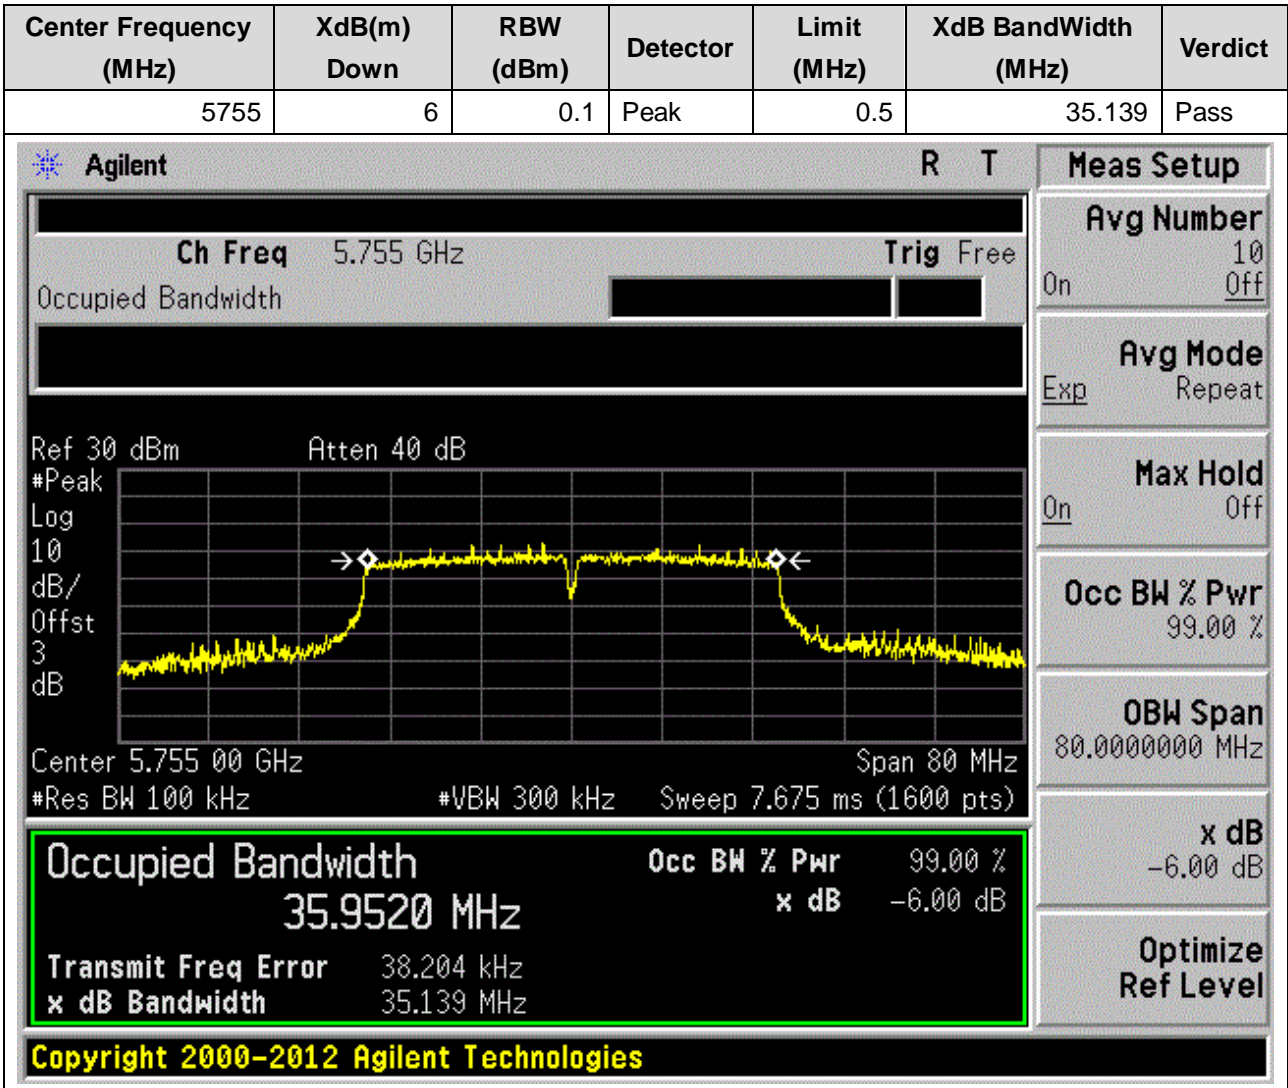 Center Frequency (MHz) XdB(m) Down RBW (dBm) Detector Limit (MHz) XdB BandWidth (MHz) Verdict
5755 6 0.1 Peak 0.5 35.139 Pass
Agilent R T
Ch Freq 5.755 GHz Trig Free
Occupied Bandwidth
Ref 30 dBm Atten 40 dB
#Peak
Log
10
dB/
Offst
3
dB
Center 5.755 00 GHz Span 80 MHz
#Res BW 100 kHz #VBW 300 kHz Sweep 7.675 ms (1600 pts)
Occupied Bandwidth
35.9520 MHz
Occ BW % Pwr 99.00 %
x dB -6.00 dB
Transmit Freq Error 38.204 kHz
x dB Bandwidth 35.139 MHz
Copyright 2000-2012 Agilent Technologies
Meas Setup
Avg Number
10
On Off
Avg Mode
Exp Repeat
Max Hold
On Off
Occ BW % Pwr
99.00 %
OBW Span
80.0000000 MHz
x dB
-6.00 dB
Optimize
Ref Level